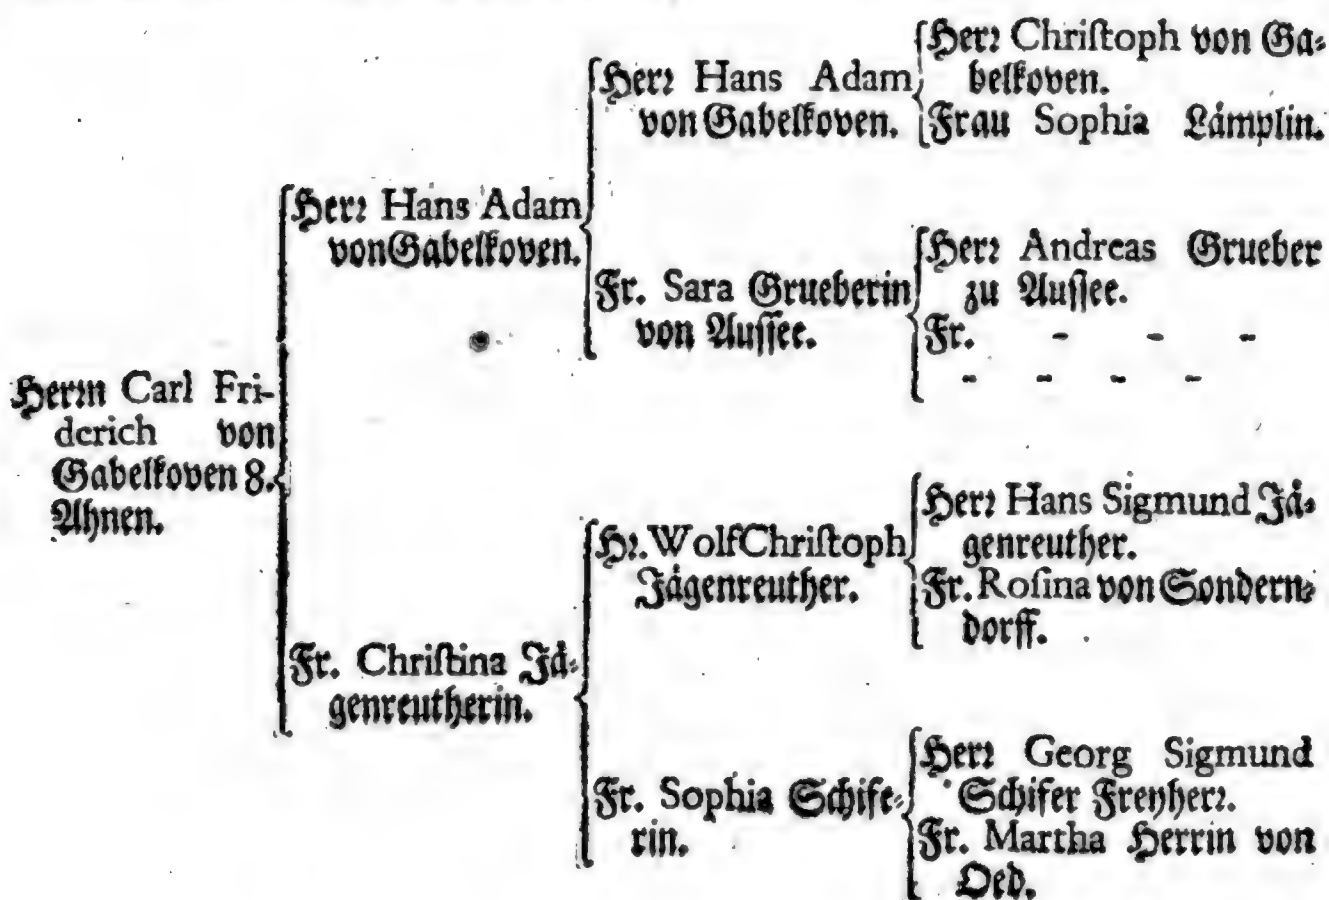 Herrn Carl Fri-
derich von
Gabelkoven 8.
Ahnen.
Herr Hans Adam
von Gabelkoven.
Herr Hans Adam
von Gabelkoven.
Herr Christoph von Ga-
belkoven.
Frau Sophia Lämplin.
Fr. Sara Grueberin
von Aussee.
Herr Andreas Grueber
zu Aussee.
Fr. - - -
- - - -
Fr. Christina Jä-
genreutherin.
Hr. Wolf Christoph
Jägenreuther.
Herr Hans Sigmund Jä-
genreuther.
Fr. Rosina von Sondern-
dorff.
Fr. Sophia Schife-
rin.
Herr Georg Sigmund
Schifer Freyherr.
Fr. Martha Herrin von
Oed.